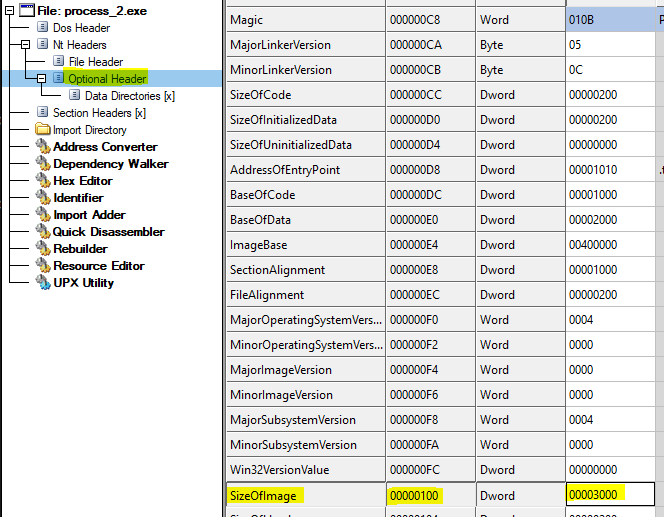 File: process_2.exe
Dos Header
Nt Headers
File Header
Optional Header
Data Directories [x]
Section Headers [x]
Import Directory
Address Converter
Dependency Walker
Hex Editor
Identifier
Import Adder
Quick Disassembler
Rebuilder
Resource Editor
UPX Utility
Magic 000000C8 Word 010B P
MajorLinkerVersion 000000CA Byte 05
MinorLinkerVersion 000000CB Byte 0C
SizeOfCode 000000CC Dword 00000200
SizeOfInitializedData 000000D0 Dword 00000200
SizeOfUninitializedData 000000D4 Dword 00000000
AddressOfEntryPoint 000000D8 Dword 00001010
BaseOfCode 000000DC Dword 00001000
BaseOfData 000000E0 Dword 00002000
ImageBase 000000E4 Dword 00400000
SectionAlignment 000000E8 Dword 00001000
FileAlignment 000000EC Dword 00000200
MajorOperatingSystemVers... 000000F0 Word 0004
MinorOperatingSystemVers... 000000F2 Word 0000
MajorImageVersion 000000F4 Word 0000
MinorImageVersion 000000F6 Word 0000
MajorSubsystemVersion 000000F8 Word 0004
MinorSubsystemVersion 000000FA Word 0000
Win32VersionValue 000000FC Dword 00000000
SizeOfImage 00000100 Dword 00003000